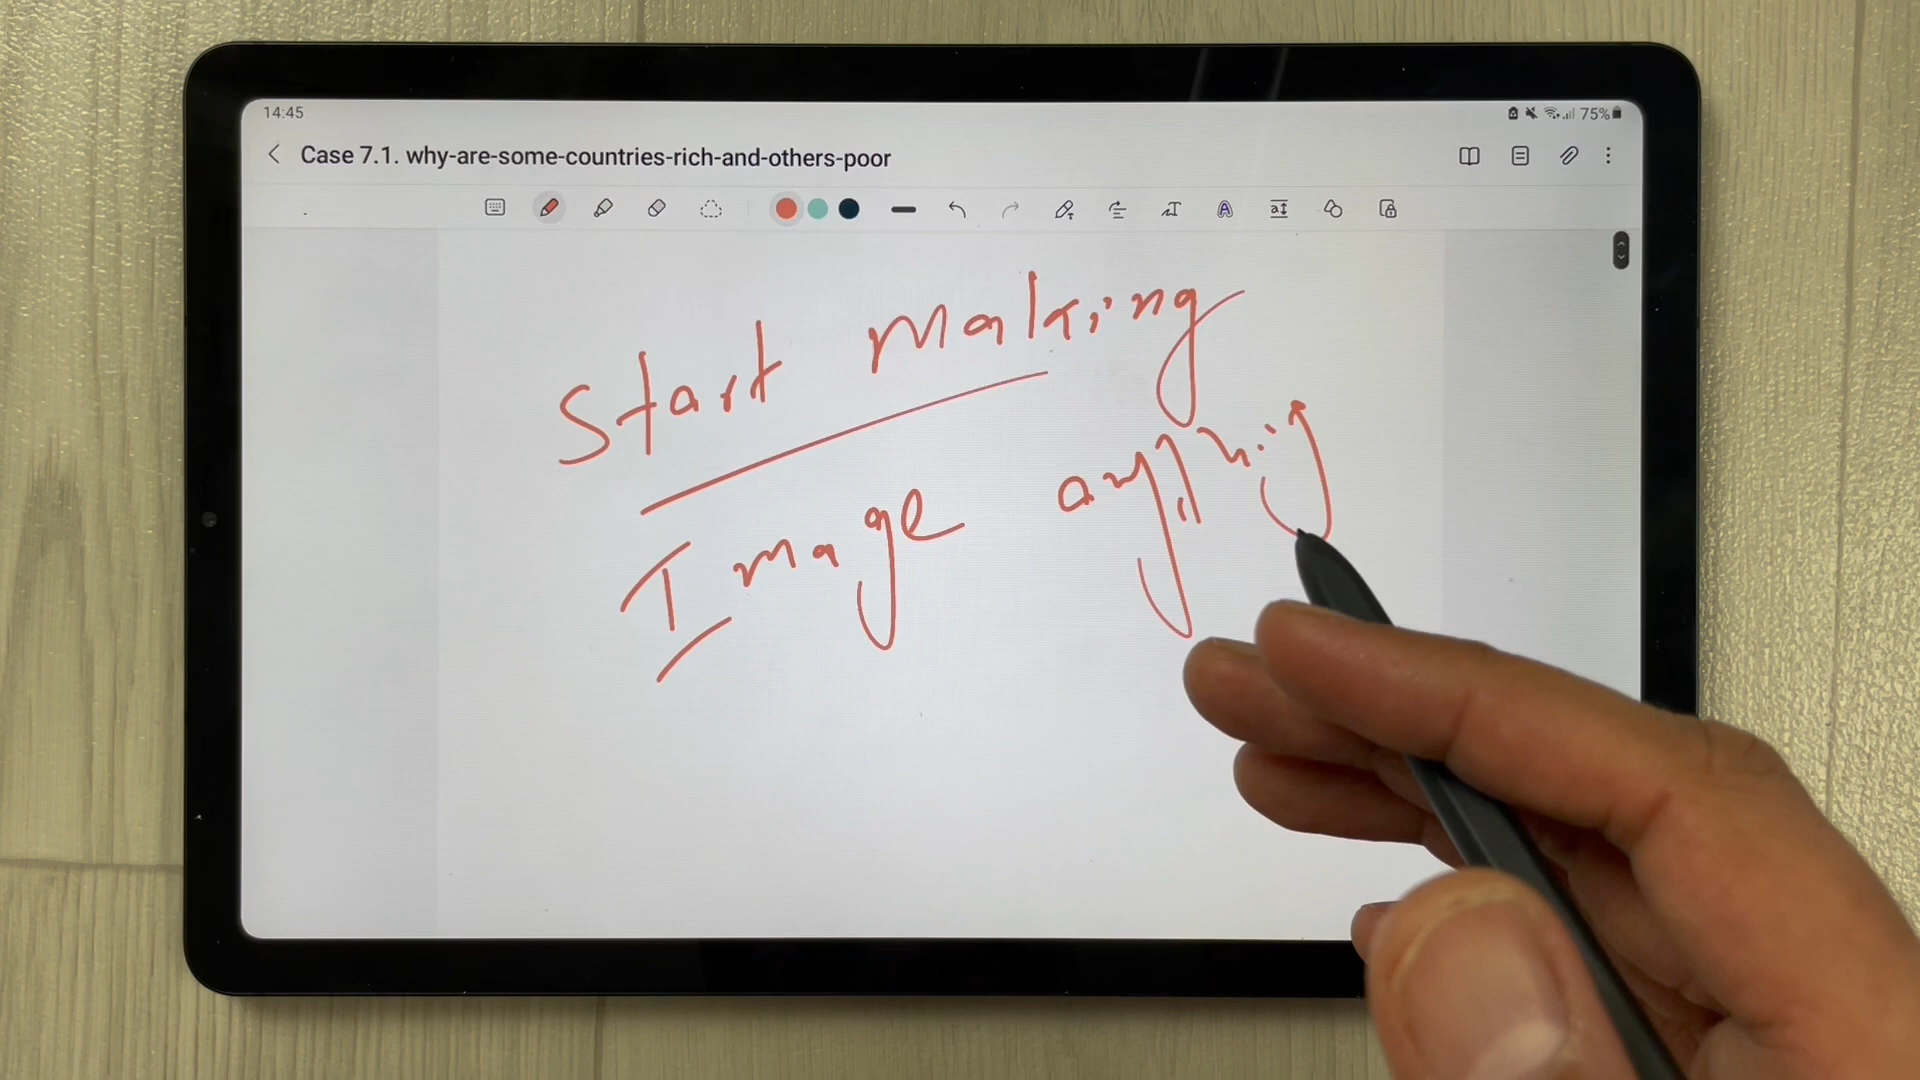 14:45
75%
Case 7.1. why-are-some-countries-rich-and-others-poor
Start making
Image anything